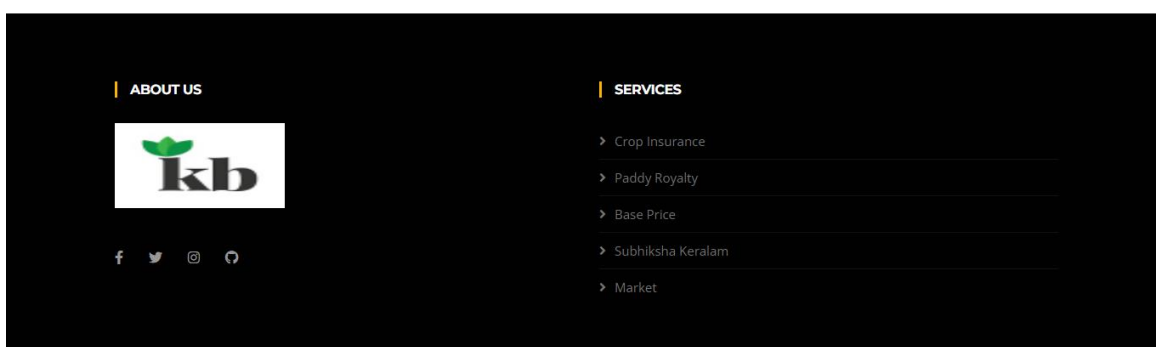 ABOUT US
kb
SERVICES
Crop Insurance
Paddy Royalty
Base Price
Subhiksha Keralam
Market